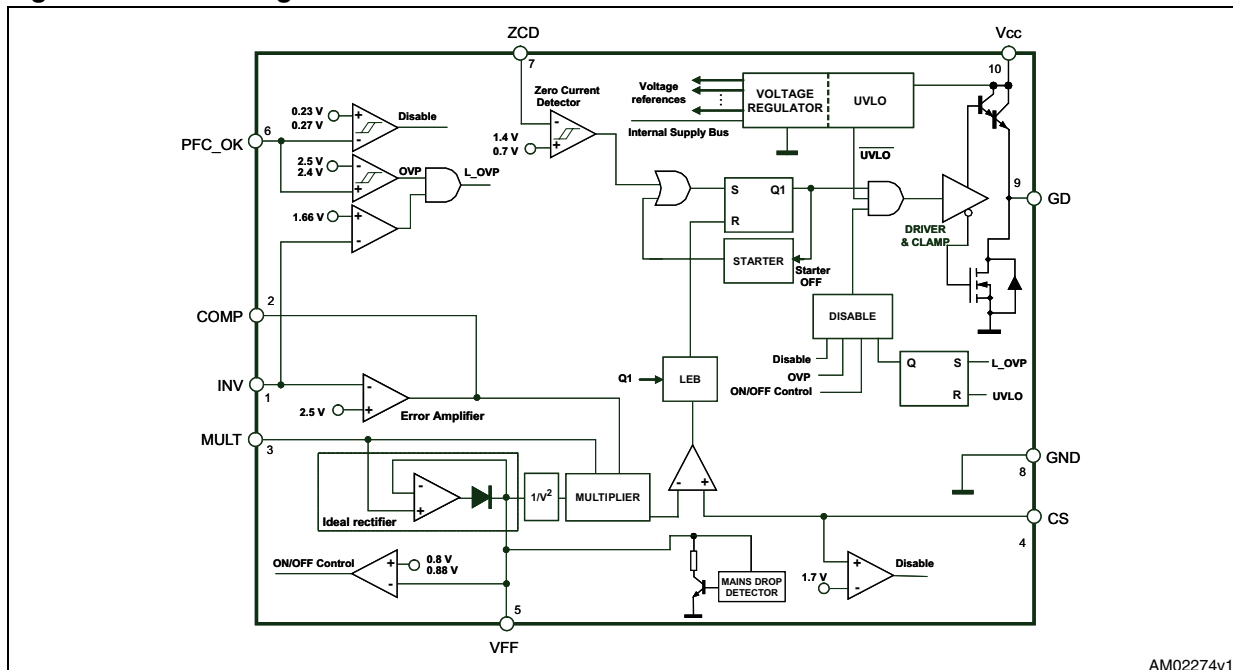 ZCD
Vcc
7
10
Zero Current
Detector
Voltage
references
VOLTAGE
REGULATOR
UVLO
Internal Supply Bus
0.23 V
0.27 V
Disable
6
PFC_OK
2.5 V
2.4 V
OVP
L_OVP
1.66 V
1.4 V
0.7 V
UVLO
S
Q1
R
9
GD
DRIVER
& CLAMP
STARTER
Starter
OFF
2
COMP
DISABLE
Disable
OVP
ON/OFF Control
Q
S
L_OVP
R
UVLO
Q1
LEB
INV
1
2.5 V
Error Amplifier
MULT
3
GND
8
Ideal rectifier
1/V²
MULTIPLIER
CS
4
ON/OFF Control
0.8 V
0.88 V
MAINS DROP
DETECTOR
1.7 V
Disable
5
VFF
AM02274v1
-
+
-
+
-
+
+
-
-
+
-
+
-
+
-
+
+
-
+
-